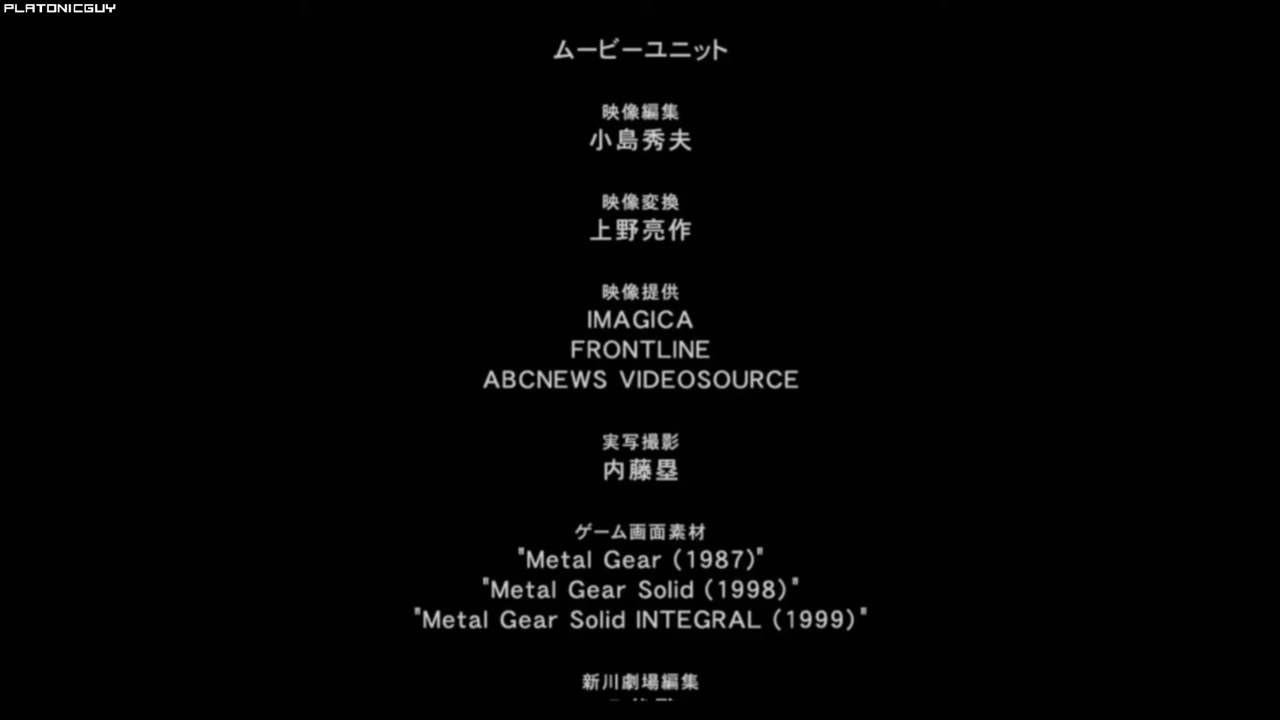 PLATONICGUY
ムービーユニット
映像編集
小島秀夫
映像変換
上野亮作
映像提供
IMAGICA
FRONTLINE
ABCNEWS VIDEOSOURCE
実写撮影
内藤塁
ゲーム画面素材
"Metal Gear (1987)"
"Metal Gear Solid (1998)"
"Metal Gear Solid INTEGRAL (1999)"
新川劇場編集